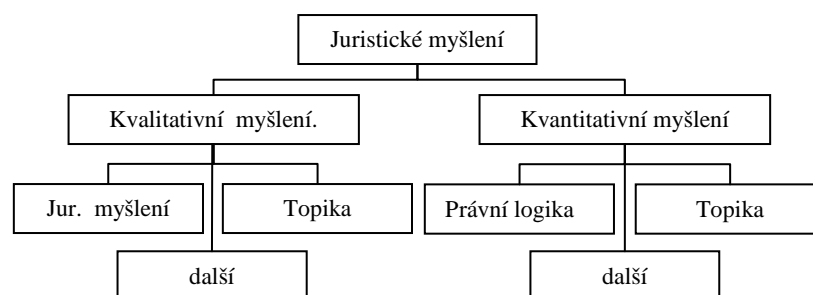 Juristické myšlení
Kvalitativní myšlení.
Kvantitativní myšlení
Jur. myšlení
Topika
Právní logika
Topika
další
další